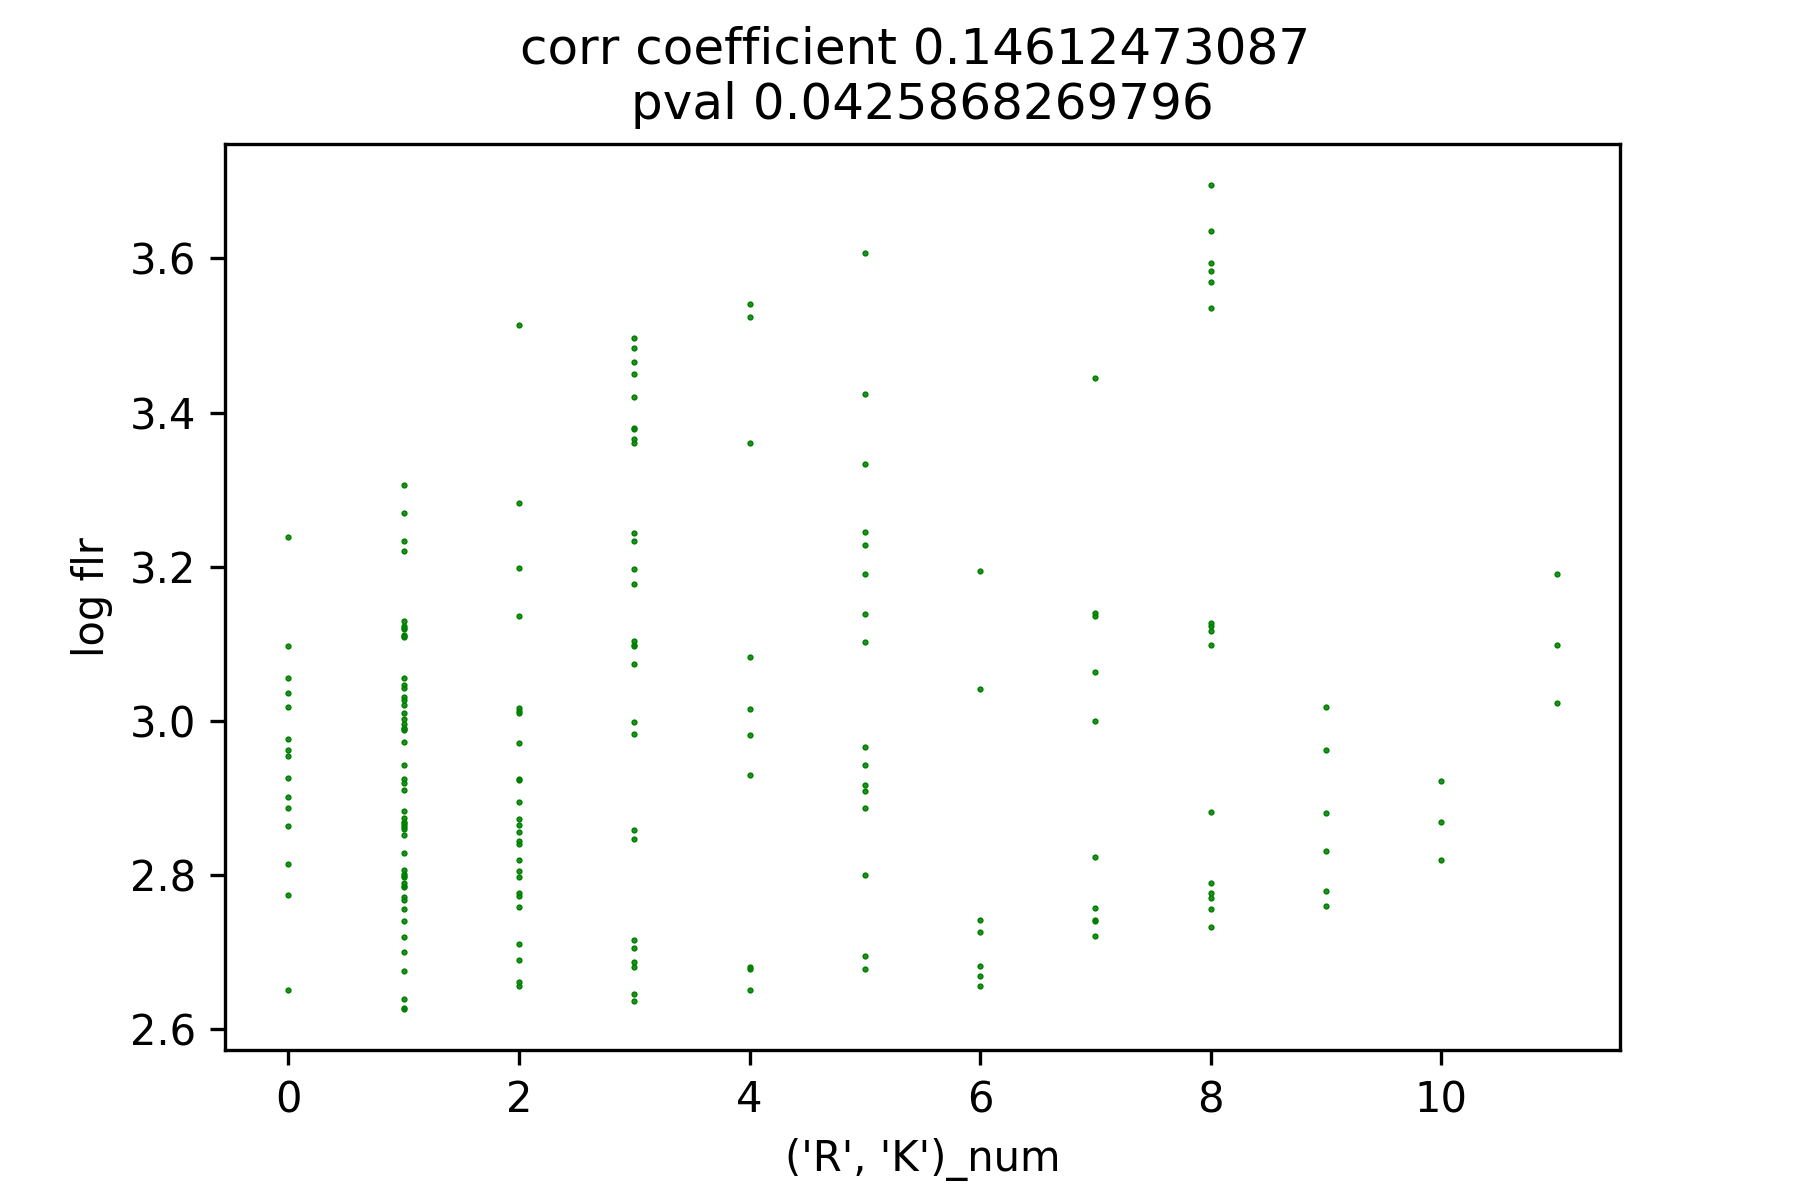 corr coefficient 0.14612473087
pval 0.0425868269796
3.6
3.4
3.2
3.0
2.8
2.6
log flr
0 2 4 6 8 10
('R', 'K')_num